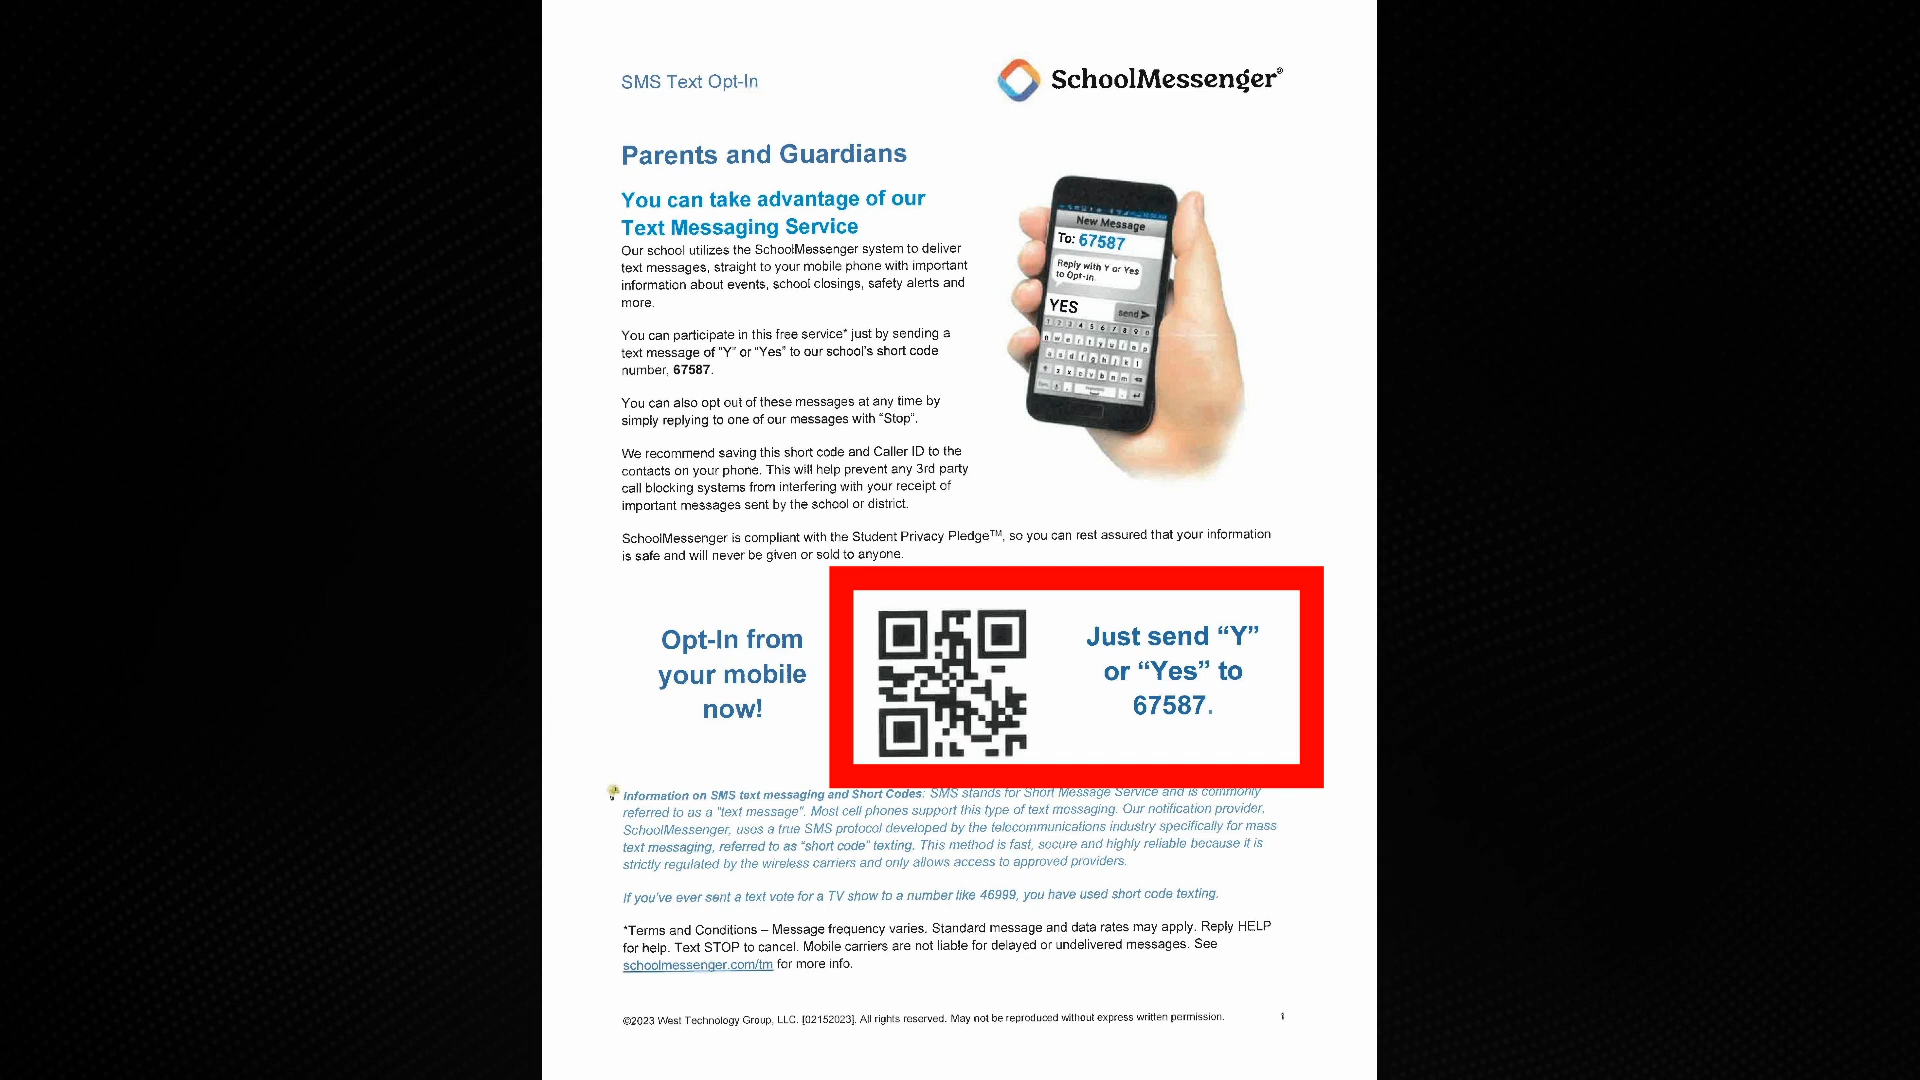 SMS Text Opt-In
SchoolMessenger®
Parents and Guardians
You can take advantage of our
Text Messaging Service
Our school utilizes the SchoolMessenger system to deliver
text messages, straight to your mobile phone with important
information about events, school closings, safety alerts and
more.
You can participate in this free service* just by sending a
text message of "Y" or "Yes" to our school's short code
number, 67587.
You can also opt out of these messages at any time by
simply replying to one of our messages with "Stop".
We recommend saving this short code and Caller ID to the
contacts on your phone. This will help prevent any 3rd party
call blocking systems from interfering with your receipt of
important messages sent by the school or district.
New Message
To: 67587
Reply with Y or Yes
to Opt-in.
YES
send
SchoolMessenger is compliant with the Student Privacy Pledge™, so you can rest assured that your information
is safe and will never be given or sold to anyone.
Opt-In from
your mobile
now!
Just send “Y”
or “Yes” to
67587.
Information on SMS text messaging and Short Codes: SMS stands for Short Message Service and is commonly
referred to as a "text message". Most cell phones support this type of text messaging. Our notification provider,
SchoolMessenger, uses a true SMS protocol developed by the telecommunications industry specifically for mass
text messaging, referred to as "short code" texting. This method is fast, secure and highly reliable because it is
strictly regulated by the wireless carriers and only allows access to approved providers.
If you've ever sent a text vote for a TV show to a number like 46999, you have used short code texting.
*Terms and Conditions – Message frequency varies. Standard message and data rates may apply. Reply HELP
for help. Text STOP to cancel. Mobile carriers are not liable for delayed or undelivered messages. See
schoolmessenger.com/tm for more info.
©2023 West Technology Group, LLC. [02152023]. All rights reserved. May not be reproduced without express written permission.
1